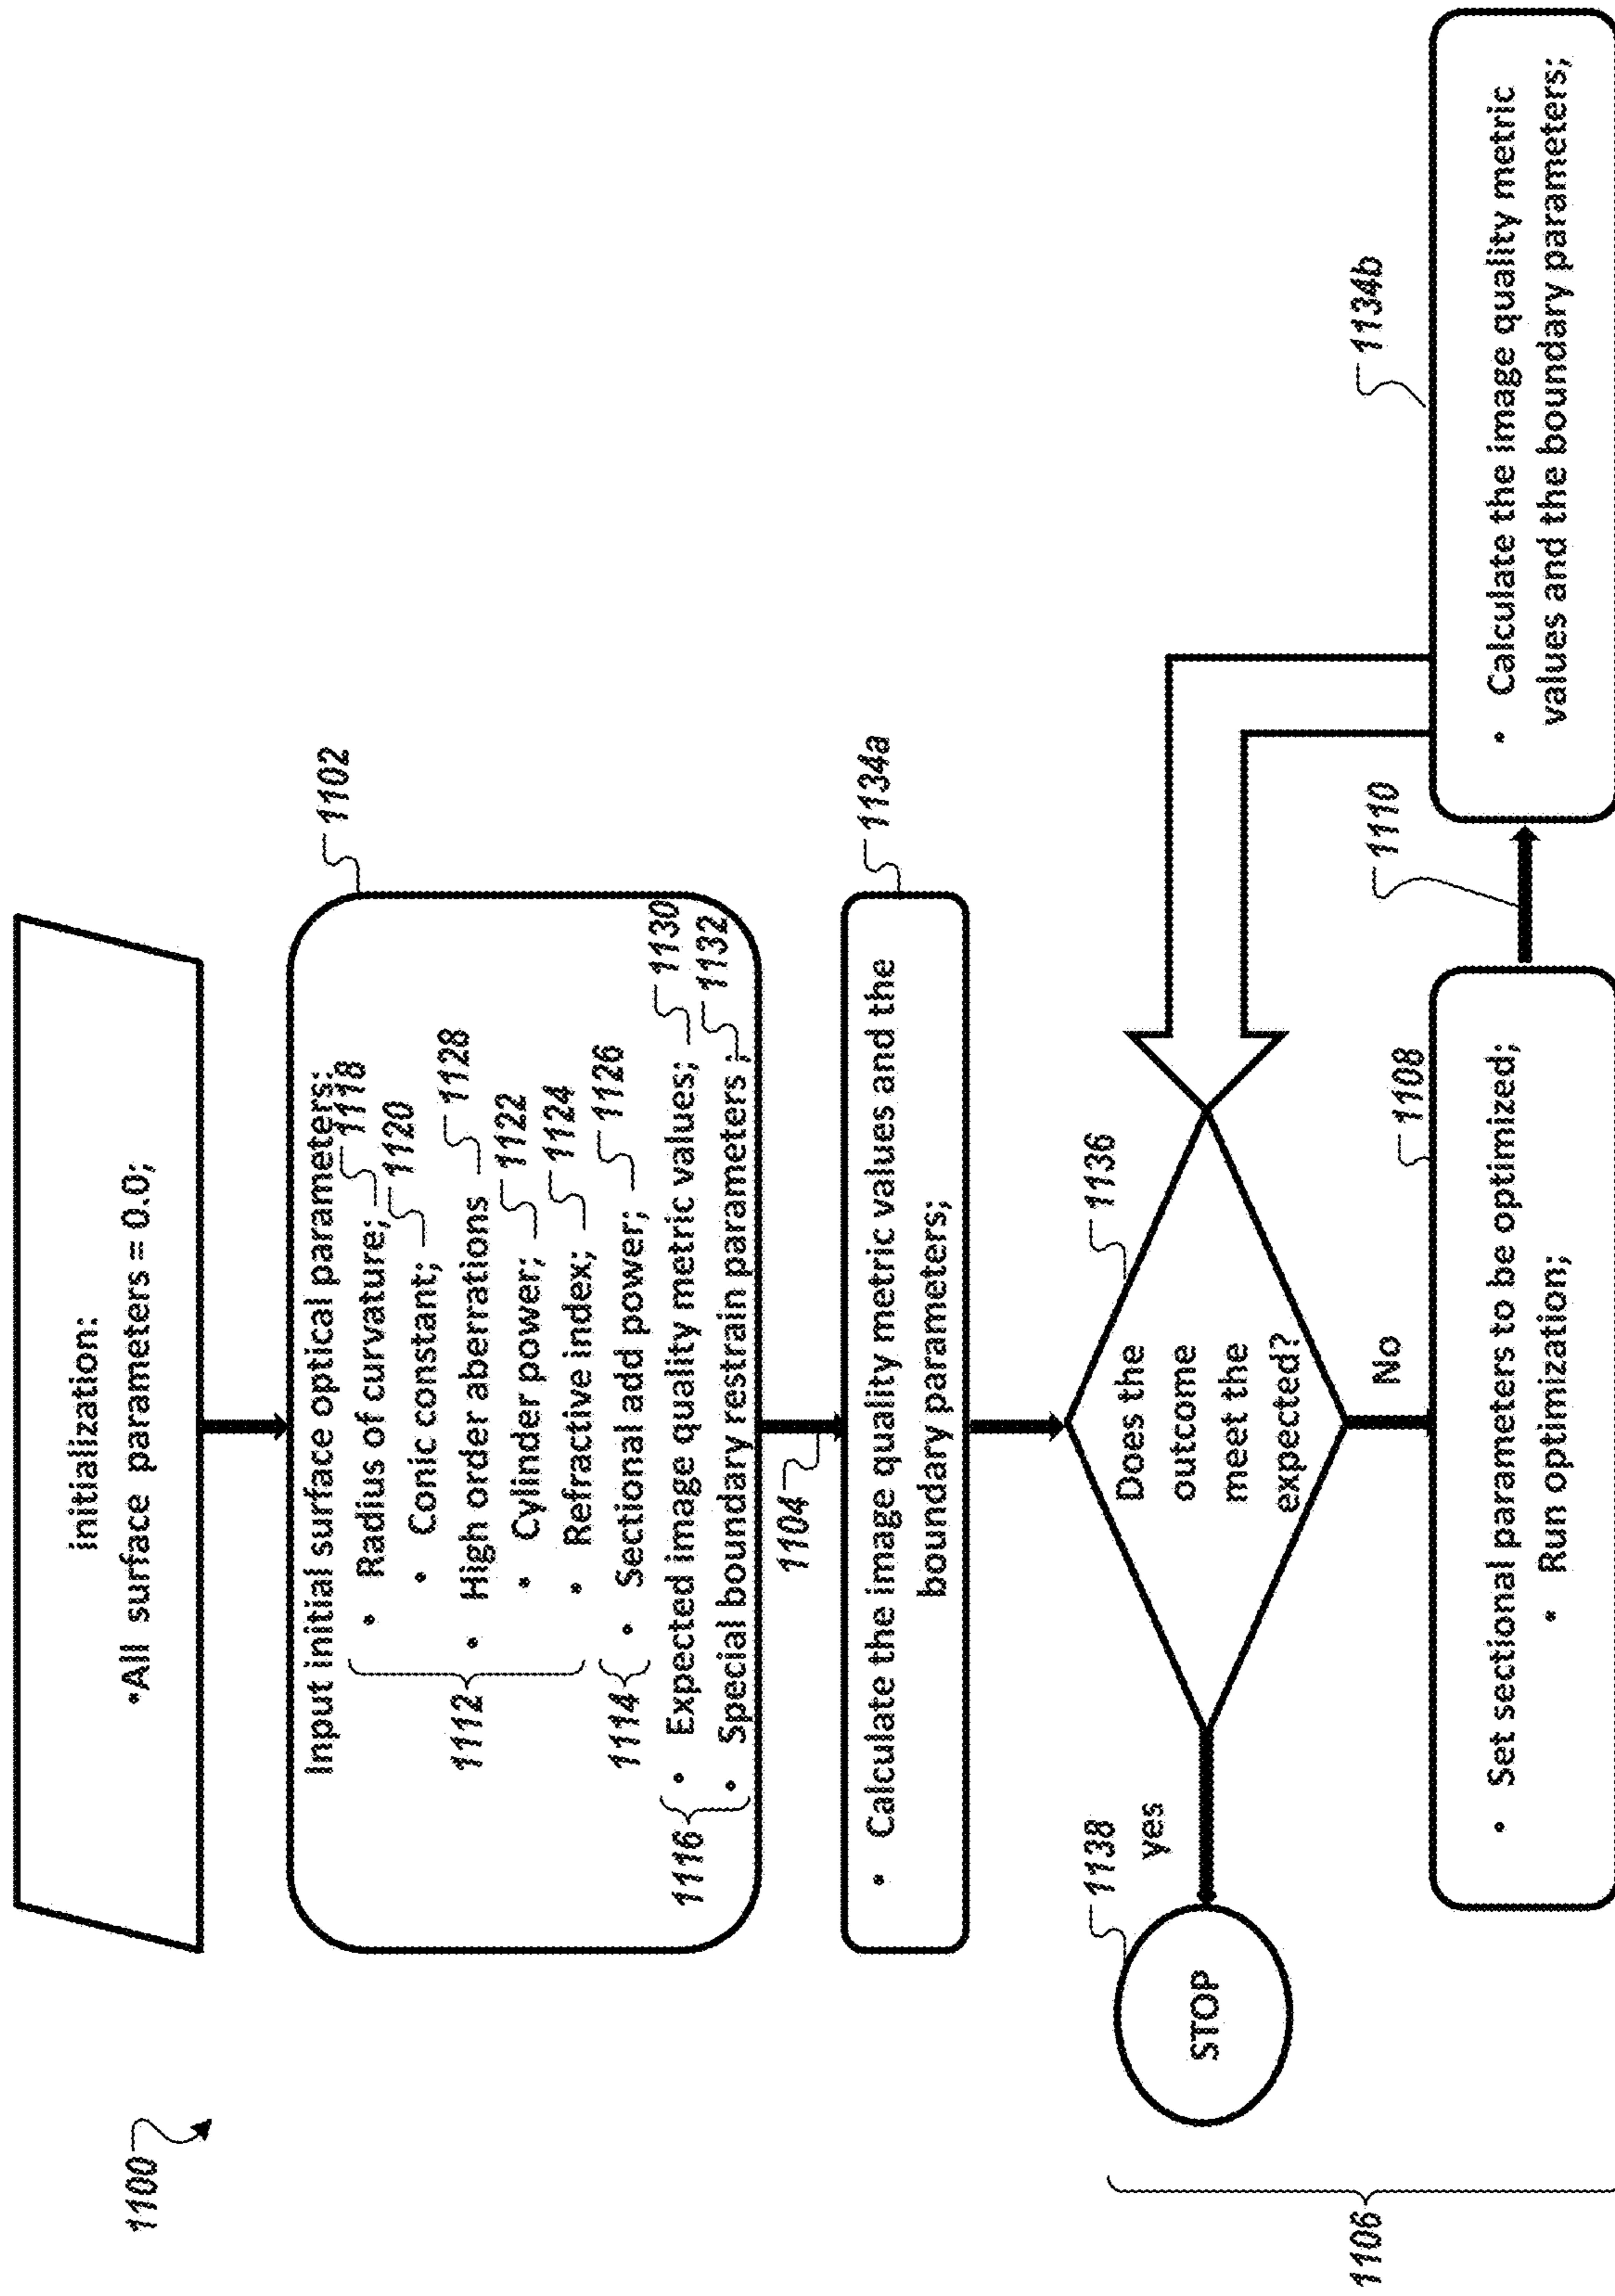 1100
initialization:
•All surface parameters = 0.0;
1102
Input initial surface optical parameters:
• Radius of curvature; 1118
• Conic constant; 1120
• High order aberrations 1128
• Cylinder power; 1122
• Refractive index; 1124
1112
• Sectional add power; 1126
1114
• Expected image quality metric values; 1130
• Special boundary restrain parameters ; 1132
1116
1104
1134a
• Calculate the image quality metric values and the
boundary parameters;
1136
Does the
outcome
meet the
expected?
1138
yes
STOP
No
1108
• Set sectional parameters to be optimized;
• Run optimization;
1110
1134b
• Calculate the image quality metric
values and the boundary parameters;
1106